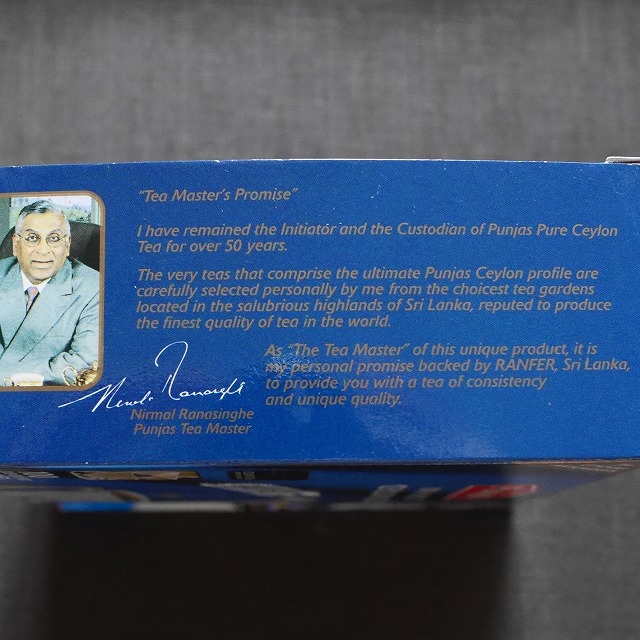 "Tea Master's Promise"
I have remained the Initiator and the Custodian of Punjas Pure Ceylon
Tea for over 50 years.
The very teas that comprise the ultimate Punjas Ceylon profile are
carefully selected personally by me from the choicest tea gardens
located in the salubrious highlands of Sri Lanka, reputed to produce
the finest quality of tea in the world.
As "The Tea Master" of this unique product, it is
my personal promise backed by RANFER, Sri Lanka,
to provide you with a tea of consistency
and unique quality.
Nirmal Ranasinghe
Punjas Tea Master